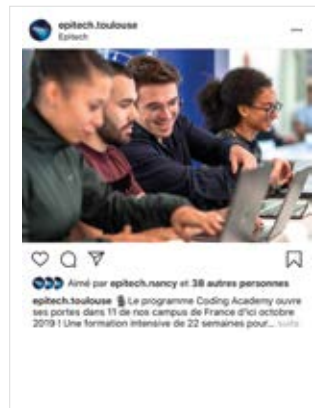 epitech.toulouse
Epitech
Aimé par epitech.nancy et 38 autres personnes
epitech.toulouse Le programme Coding Academy ouvre
ses portes dans 11 de nos campus de France d'ici octobre
2019 ! Une formation intensive de 22 semaines pour... suite